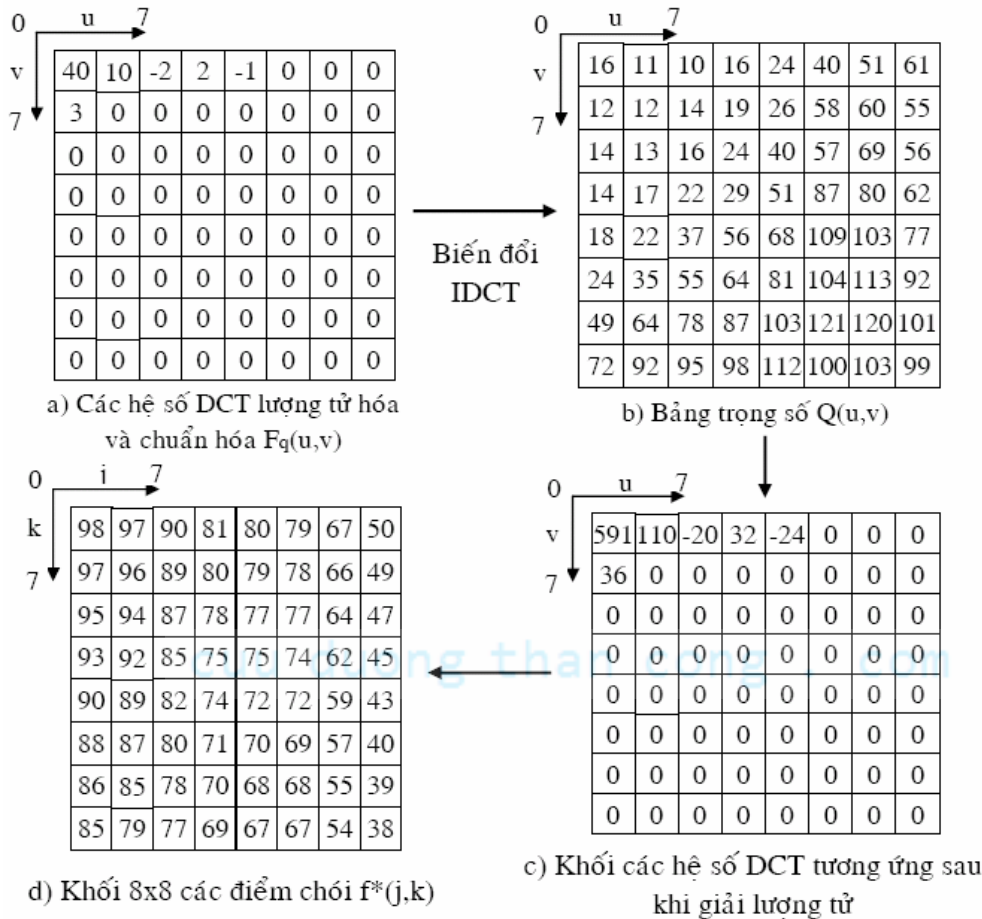 0 u 7
v
7
40 10 -2 2 -1 0 0 0
3 0 0 0 0 0 0 0
0 0 0 0 0 0 0 0
0 0 0 0 0 0 0 0
0 0 0 0 0 0 0 0
0 0 0 0 0 0 0 0
0 0 0 0 0 0 0 0
0 0 0 0 0 0 0 0
a) Các hệ số DCT lượng tử hóa
và chuẩn hóa Fq(u,v)
Biến đổi
IDCT
0 u 7
v
7
16 11 10 16 24 40 51 61
12 12 14 19 26 58 60 55
14 13 16 24 40 57 69 56
14 17 22 29 51 87 80 62
18 22 37 56 68 109 103 77
24 35 55 64 81 104 113 92
49 64 78 87 103 121 120 101
72 92 95 98 112 100 103 99
b) Bảng trọng số Q(u,v)
0 j 7
k
7
98 97 90 81 80 79 67 50
97 96 89 80 79 78 66 49
95 94 87 78 77 77 64 47
93 92 85 75 75 74 62 45
90 89 82 74 72 72 59 43
88 87 80 71 70 69 57 40
86 85 78 70 68 68 55 39
85 79 77 69 67 67 54 38
d) Khối 8x8 các điểm chói f*(j,k)
0 u 7
v
7
591 110 -20 32 -24 0 0 0
36 0 0 0 0 0 0 0
0 0 0 0 0 0 0 0
0 0 0 0 0 0 0 0
0 0 0 0 0 0 0 0
0 0 0 0 0 0 0 0
0 0 0 0 0 0 0 0
0 0 0 0 0 0 0 0
c) Khối các hệ số DCT tương ứng sau
khi giải lượng tử
cuu duong than cong . com